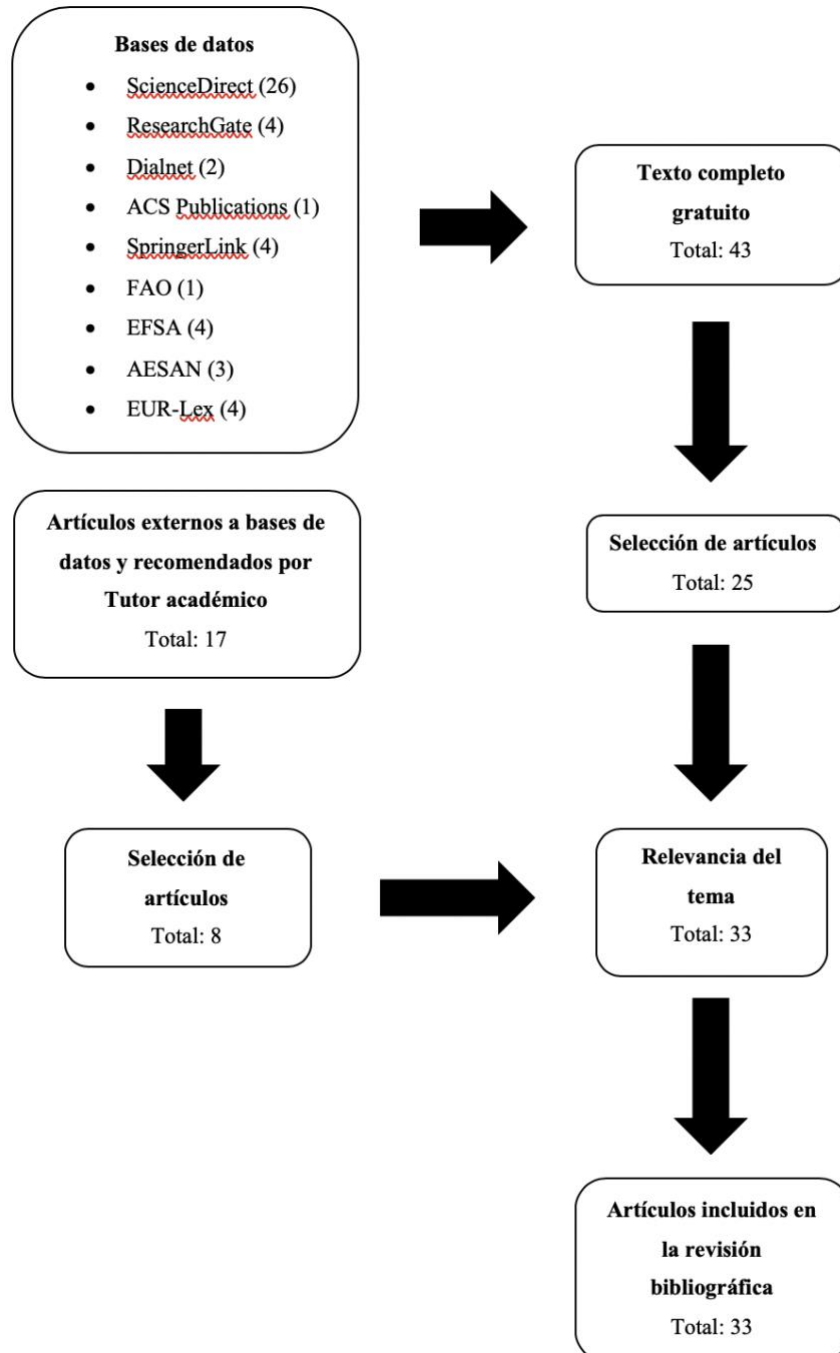 Bases de datos
• ScienceDirect (26)
• ResearchGate (4)
• Dialnet (2)
• ACS Publications (1)
• SpringerLink (4)
• FAO (1)
• EFSA (4)
• AESAN (3)
• EUR-Lex (4)
Texto completo
gratuito
Total: 43
Artículos externos a bases de
datos y recomendados por
Tutor académico
Total: 17
Selección de artículos
Total: 25
Selección de
artículos
Total: 8
Relevancia del
tema
Total: 33
Artículos incluidos en
la revisión
bibliográfica
Total: 33